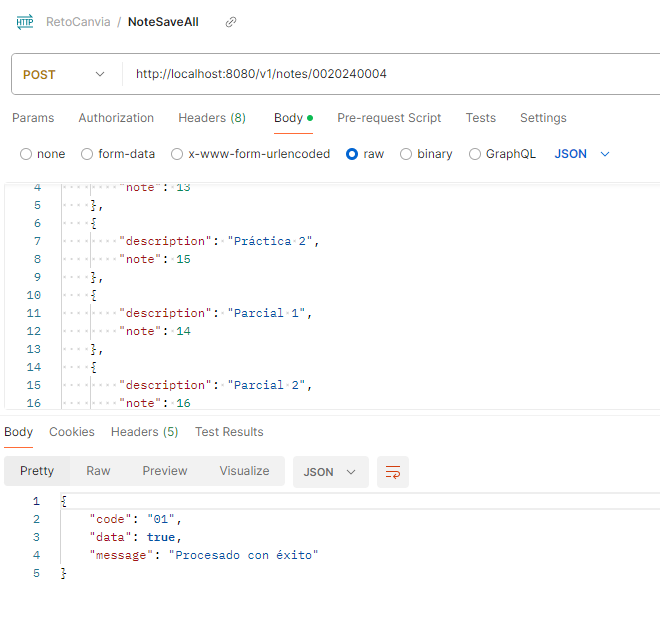 HTTP RetoCanvia / NoteSaveAll
POST http://localhost:8080/v1/notes/0020240004
Params Authorization Headers (8) Body Pre-request Script Tests Settings
none form-data x-www-form-urlencoded raw binary GraphQL JSON
4 "note": 13
5 },
6 {
7 "description": "Práctica 2",
8 "note": 15
9 },
10 {
11 "description": "Parcial 1",
12 "note": 14
13 },
14 {
15 "description": "Parcial 2",
16 "note": 16
Body Cookies Headers (5) Test Results
Pretty Raw Preview Visualize JSON
1 {
2 "code": "01",
3 "data": true,
4 "message": "Procesado con éxito"
5 }